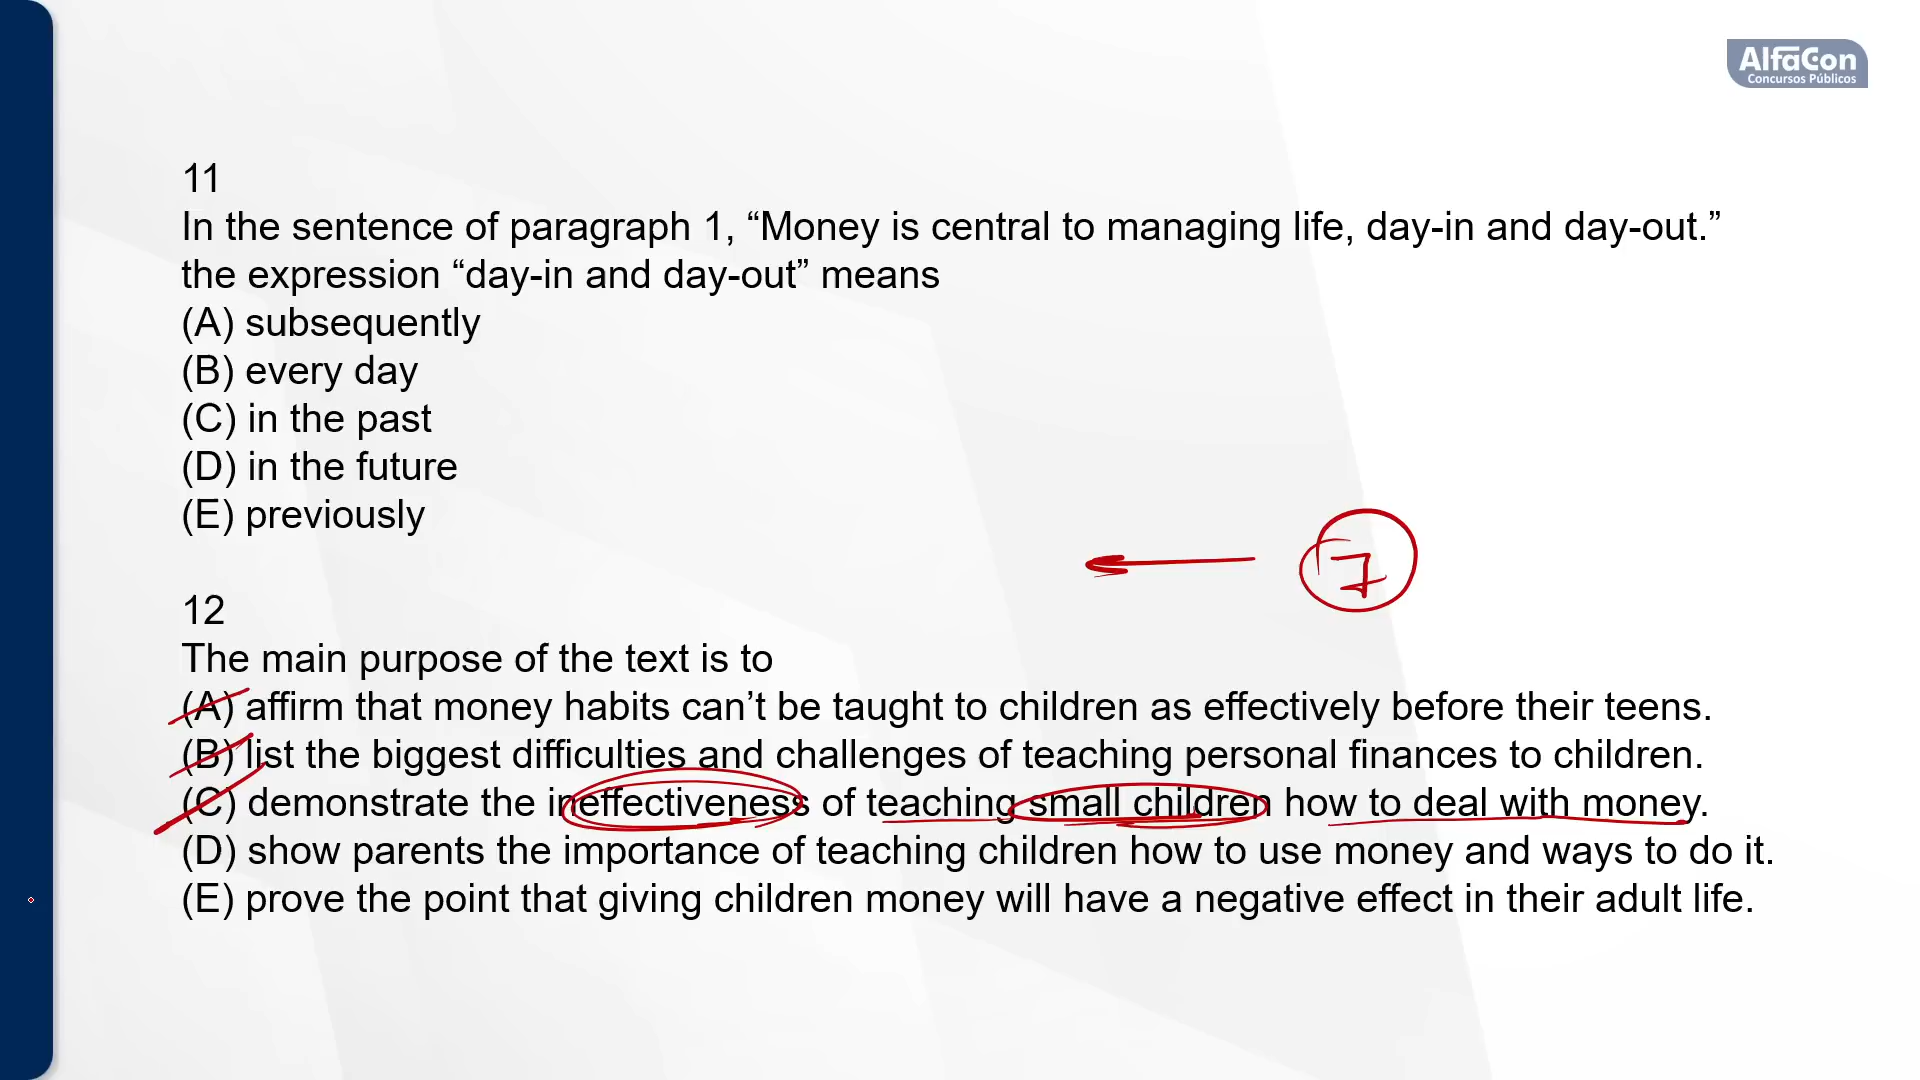 AlfaCon
Concursos Públicos
11
In the sentence of paragraph 1, “Money is central to managing life, day-in and day-out.”
the expression “day-in and day-out” means
(A) subsequently
(B) every day
(C) in the past
(D) in the future
(E) previously
7
12
The main purpose of the text is to
(A) affirm that money habits can’t be taught to children as effectively before their teens.
(B) list the biggest difficulties and challenges of teaching personal finances to children.
(C) demonstrate the ineffectiveness of teaching small children how to deal with money.
(D) show parents the importance of teaching children how to use money and ways to do it.
(E) prove the point that giving children money will have a negative effect in their adult life.